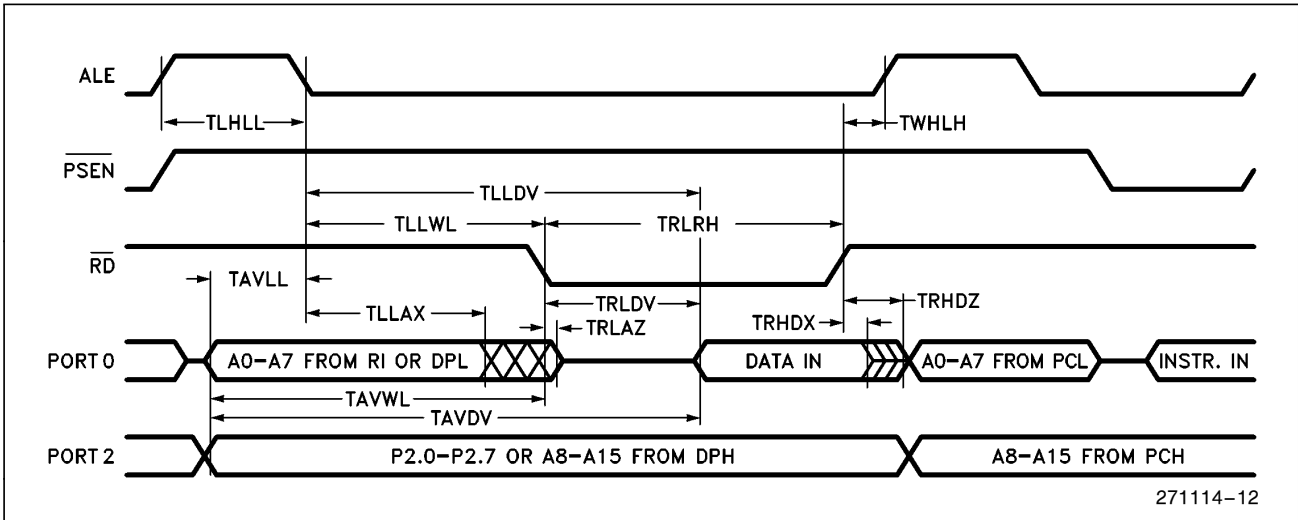 ALE
TLHLL
TWHLH
PSEN
TLLDV
TLLWL
TRLRH
RD
TAVLL
TRLDV
TRHDZ
TLLAX
TRLAZ
TRHDX
PORT 0
A0-A7 FROM RI OR DPL
DATA IN
A0-A7 FROM PCL
INSTR. IN
TAVWL
TAVDV
PORT 2
P2.0-P2.7 OR A8-A15 FROM DPH
A8-A15 FROM PCH
271114-12